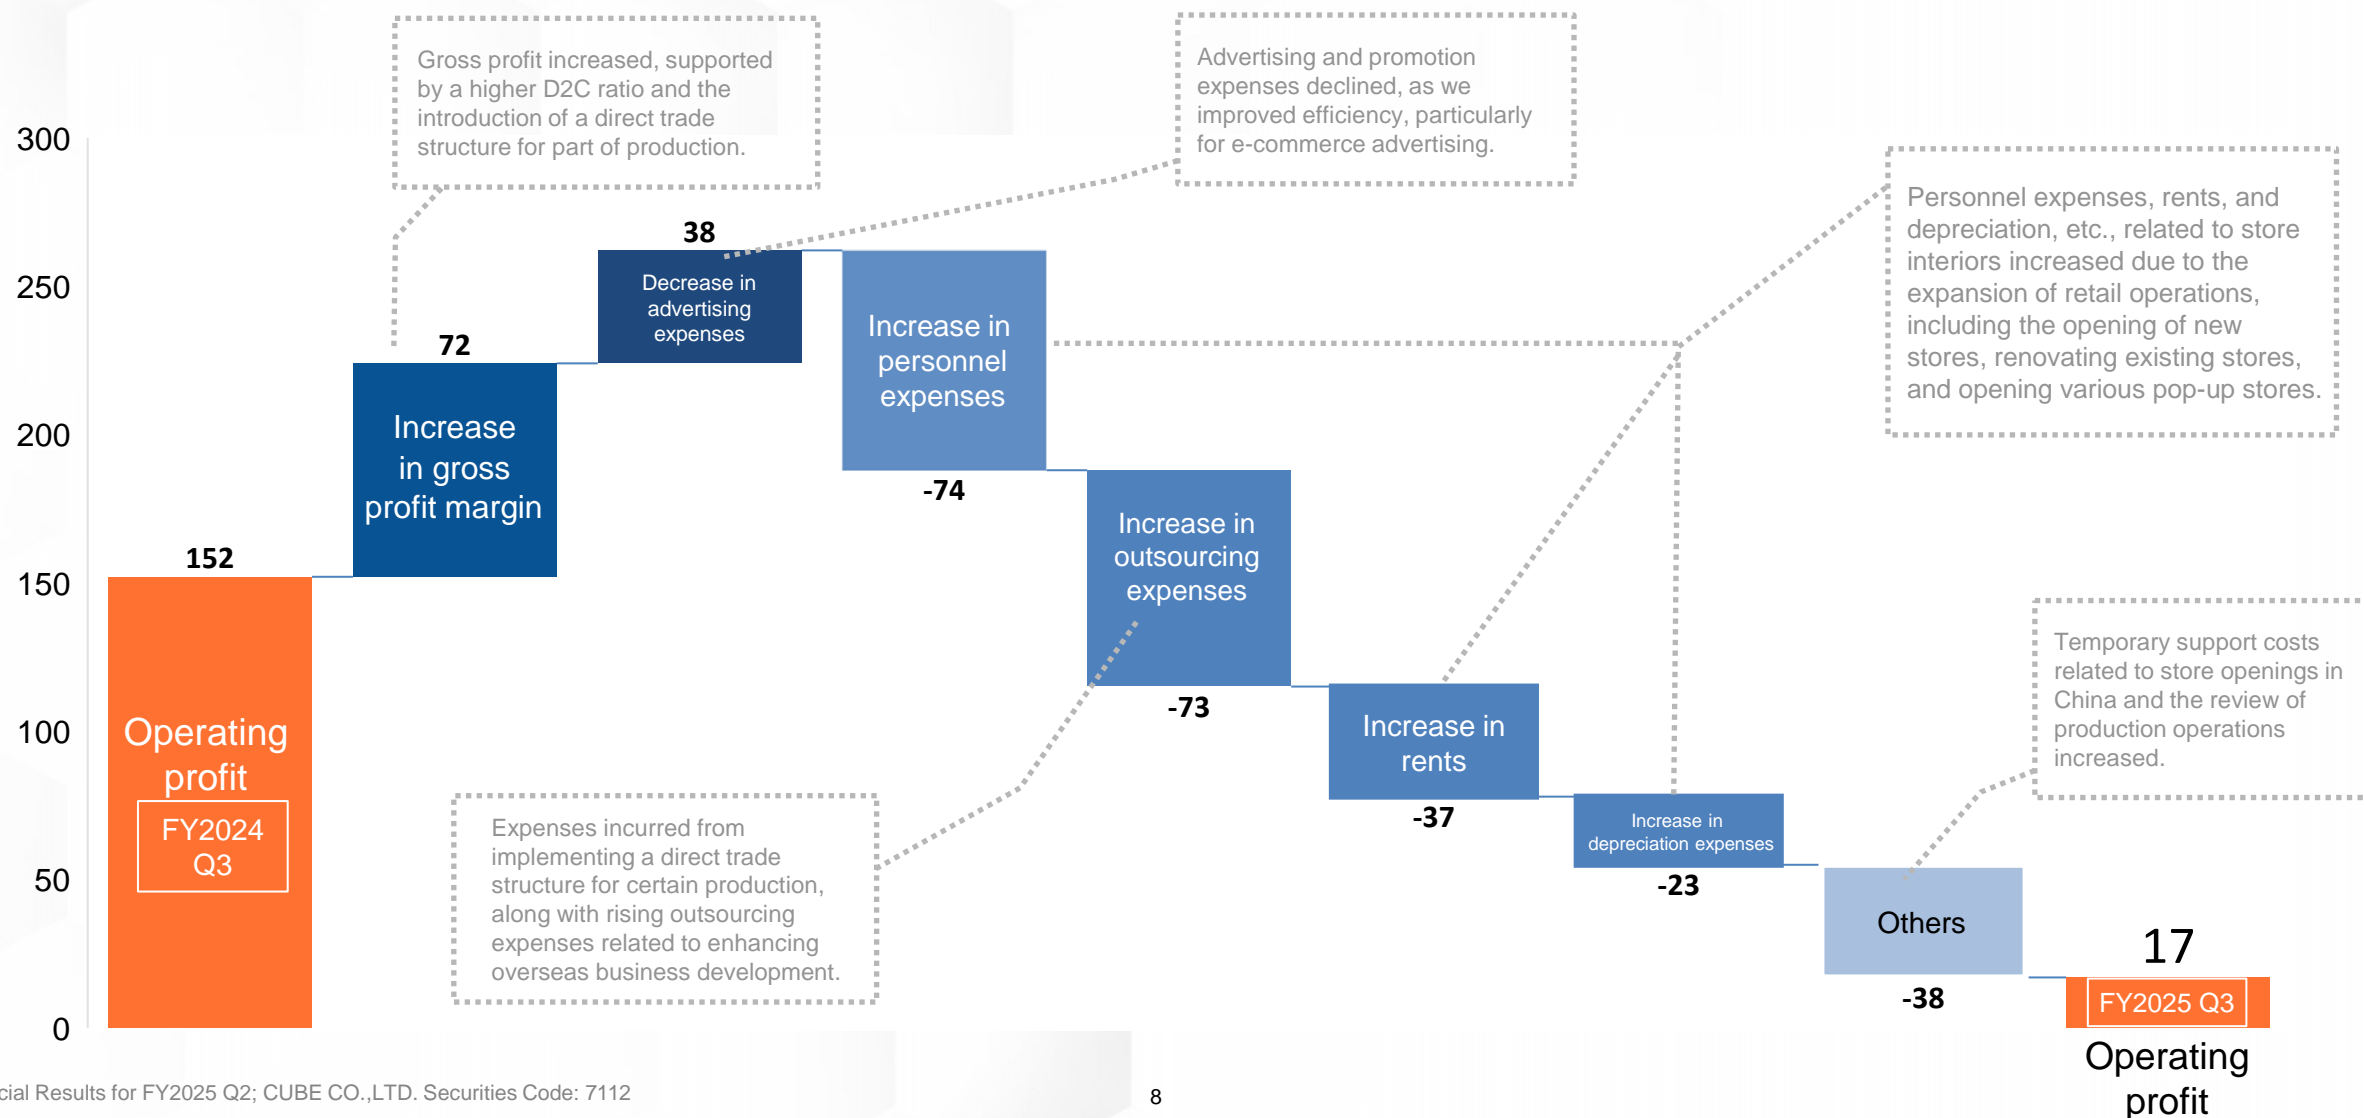 Gross profit increased, supported
by a higher D2C ratio and the
introduction of a direct trade
structure for part of production.
Advertising and promotion
expenses declined, as we
improved efficiency, particularly
for e-commerce advertising.
Personnel expenses, rents, and
depreciation, etc., related to store
interiors increased due to the
expansion of retail operations,
including the opening of new
stores, renovating existing stores,
and opening various pop-up stores.
300
250
200
150
100
50
0
152
Operating
profit
FY2024
Q3
72
Increase
in gross
profit margin
38
Decrease in
advertising
expenses
Increase in
personnel
expenses
-74
Increase in
outsourcing
expenses
-73
Increase in
rents
-37
Increase in
depreciation expenses
-23
Others
-38
17
FY2025 Q3
Operating
profit
Expenses incurred from
implementing a direct trade
structure for certain production,
along with rising outsourcing
expenses related to enhancing
overseas business development.
Temporary support costs
related to store openings in
China and the review of
production operations
increased.
cial Results for FY2025 Q2; CUBE CO.,LTD. Securities Code: 7112
8